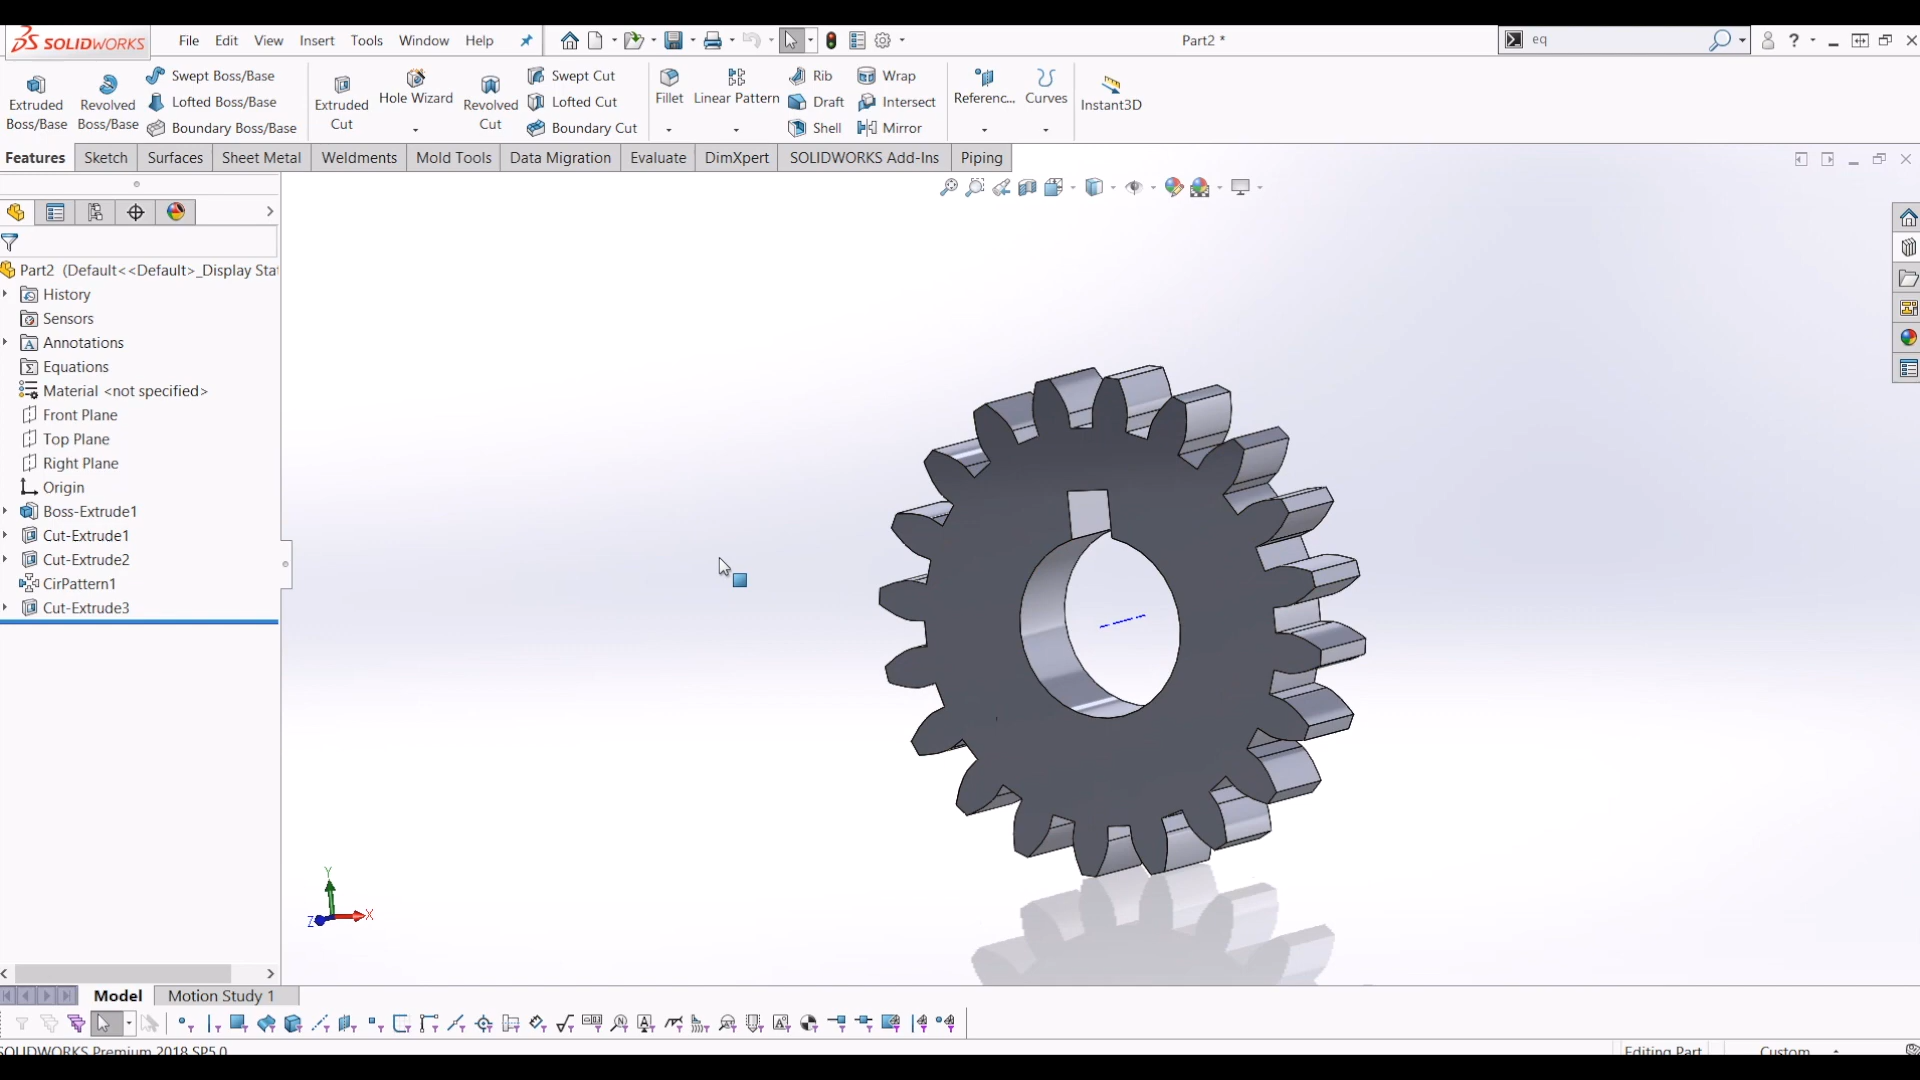 SOLIDWORKS File Edit View Insert Tools Window Help Part2 * eq ?
Extruded Boss/Base
Revolved Boss/Base
Swept Boss/Base
Lofted Boss/Base
Boundary Boss/Base
Extruded Cut
Hole Wizard
Revolved Cut
Swept Cut
Lofted Cut
Boundary Cut
Fillet
Linear Pattern
Rib
Draft
Shell
Wrap
Intersect
Mirror
Referenc...
Curves
Instant3D
Features Sketch Surfaces Sheet Metal Weldments Mold Tools Data Migration Evaluate DimXpert SOLIDWORKS Add-Ins Piping
Part2 (Default<<Default>_Display Sta
History
Sensors
Annotations
Equations
Material <not specified>
Front Plane
Top Plane
Right Plane
Origin
Boss-Extrude1
Cut-Extrude1
Cut-Extrude2
CirPattern1
Cut-Extrude3
Y
Z X
Model Motion Study 1
SOLIDWORKS Premium 2018 SP5.0 Editing Part Custom